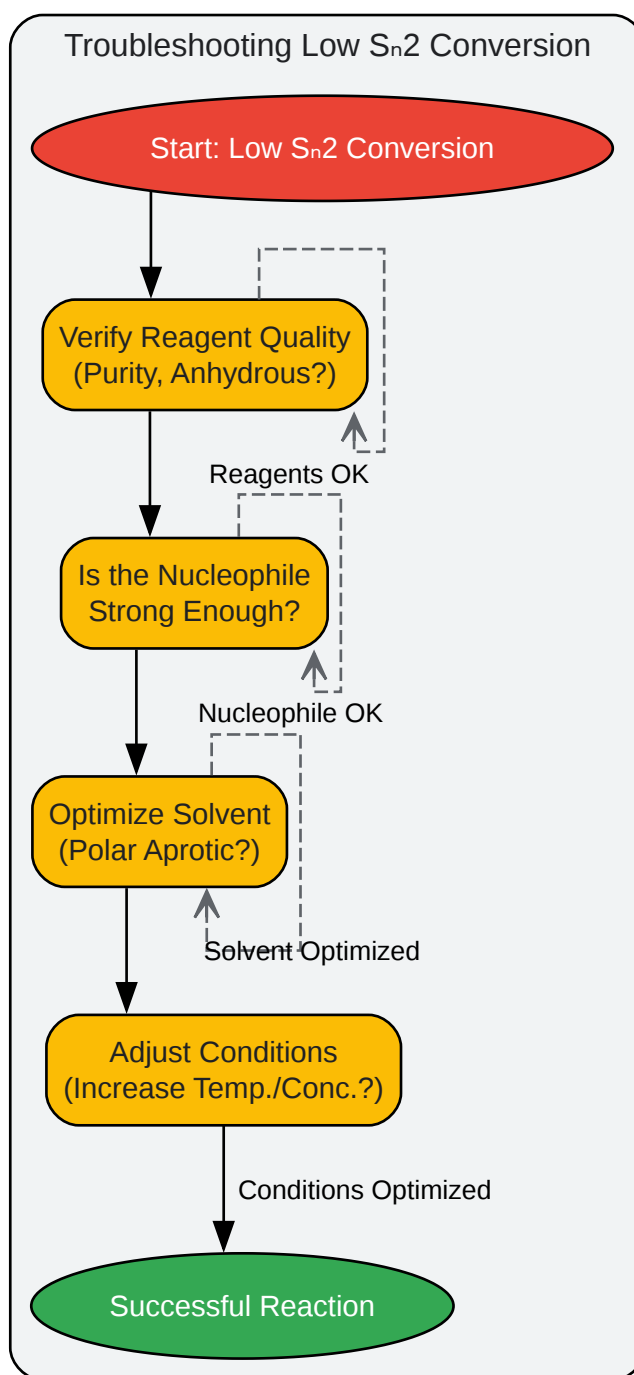 Troubleshooting Low Sₙ2 Conversion
Start: Low Sₙ2 Conversion
Verify Reagent Quality
(Purity, Anhydrous?)
Reagents OK
Is the Nucleophile
Strong Enough?
Nucleophile OK
Optimize Solvent
(Polar Aprotic?)
Solvent Optimized
Adjust Conditions
(Increase Temp./Conc.?)
Conditions Optimized
Successful Reaction